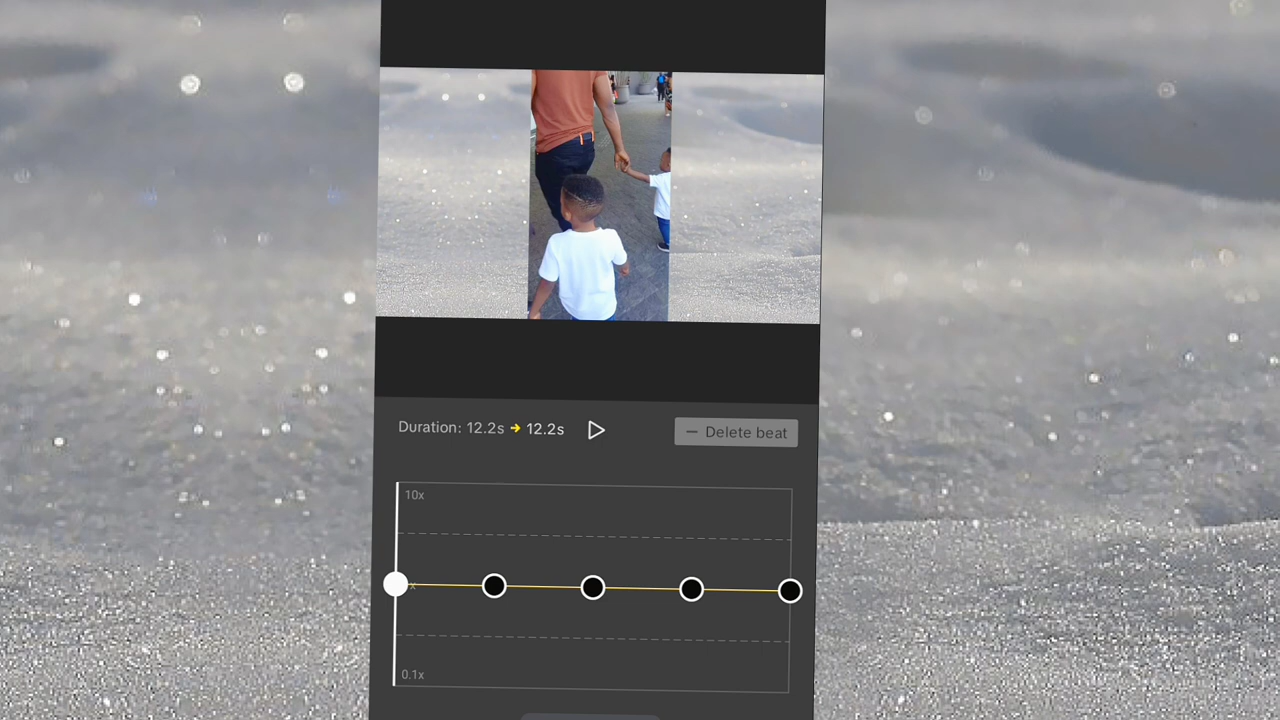 Duration: 12.2s → 12.2s
— Delete beat
10x
x
0.1x